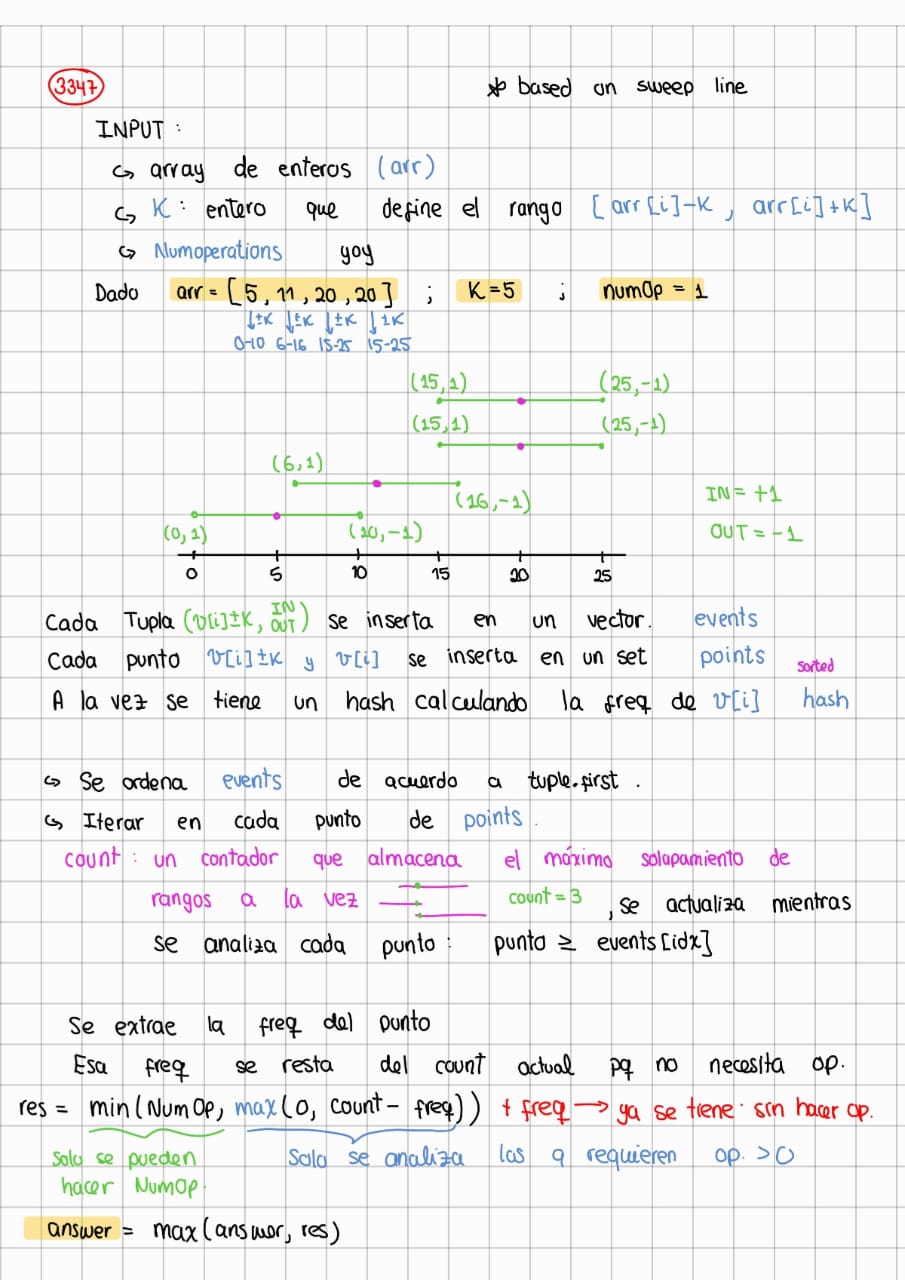 3347
* based on sweep line
INPUT :
↳ array de enteros (arr)
↳ K : entero que define el rango [arr[i]-K , arr[i]+K]
↳ Numoperations yoy
Dado arr = [5, 11, 20, 20] ; K=5 ; numOp = 1
↓±K ↓±K ↓±K ↓±K
0-10 6-16 15-25 15-25
(15,1) (25,-1)
(15,1) (25,-1)
(6,1)
(16,-1)
IN = +1
(0,1) (10,-1)
OUT = -1
0 5 10 15 20 25
Cada Tupla (v[i]±K, IN OUT) se inserta en un vector. events
Cada punto v[i]±K y v[i] se inserta en un set points
sorted
A la vez se tiene un hash calculando la freq de v[i] hash
↳ Se ordena events de acuerdo a tuple.first .
↳ Iterar en cada punto de points .
count : un contador que almacena el máximo solapamiento de
rangos a la vez count = 3 , se actualiza mientras
se analiza cada punto : punto ≥ events[idx]
Se extrae la freq del punto
Esa freq se resta del count actual pq no necesita op.
res = min(NumOp, max(0, count - freq)) + freq → ya se tiene sin hacer op.
Solo se pueden
hacer NumOp.
Solo se analiza los q requieren op. > 0
answer = max(answer, res)